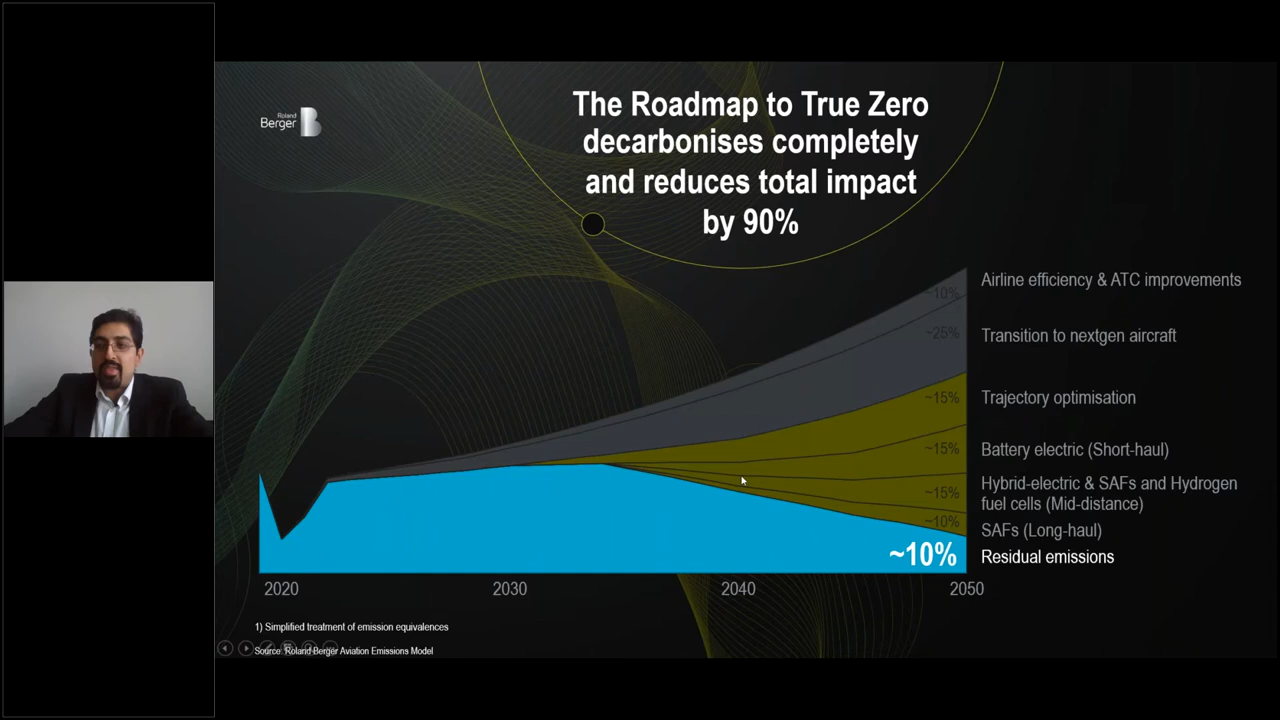 Roland
Berger
The Roadmap to True Zero
decarbonises completely
and reduces total impact
by 90%
~10%
Airline efficiency & ATC improvements
~25%
Transition to nextgen aircraft
~15%
Trajectory optimisation
~15%
Battery electric (Short-haul)
~15%
Hybrid-electric & SAFs and Hydrogen
fuel cells (Mid-distance)
~10%
SAFs (Long-haul)
~10%
Residual emissions
2020
2030
2040
2050
1) Simplified treatment of emission equivalences
Source: Roland Berger Aviation Emissions Model